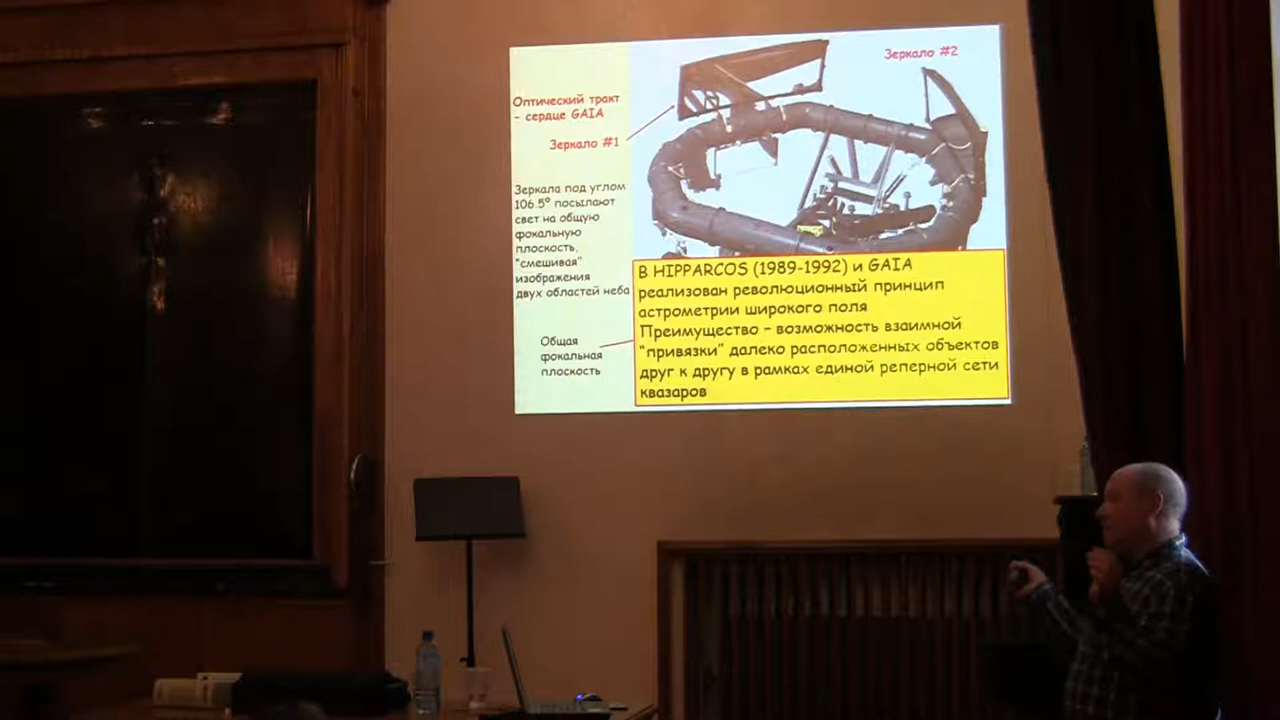 Оптический тракт
– сердце GAIA
Зеркало #1
Зеркало #2
Зеркала под углом
106.5° посылают
свет на общую
фокальную
плоскость,
"смешивая"
изображения
двух областей неба
Общая
фокальная
плоскость
В HIPPARCOS (1989-1992) и GAIA
реализован революционный принцип
астрометрии широкого поля
Преимущество – возможность взаимной
"привязки" далеко расположенных объектов
друг к другу в рамках единой реперной сети
квазаров